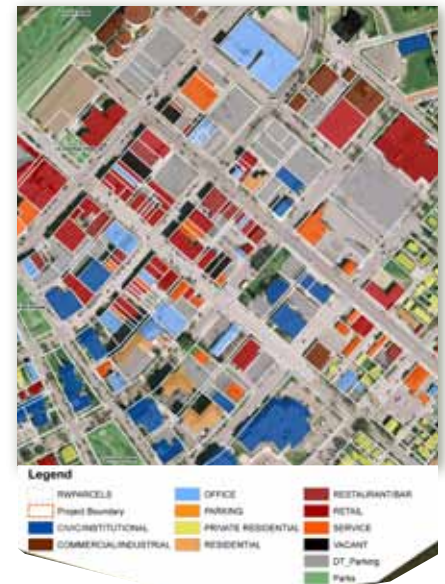 Legend
RWPARCELS
Project Boundary
CIVIC/INSTITUTIONAL
COMMERCIAL/INDUSTRIAL
OFFICE
PARKING
PRIVATE RESIDENTIAL
RESIDENTIAL
RESTAURANT/BAR
RETAIL
SERVICE
VACANT
DT_Parking
Parks